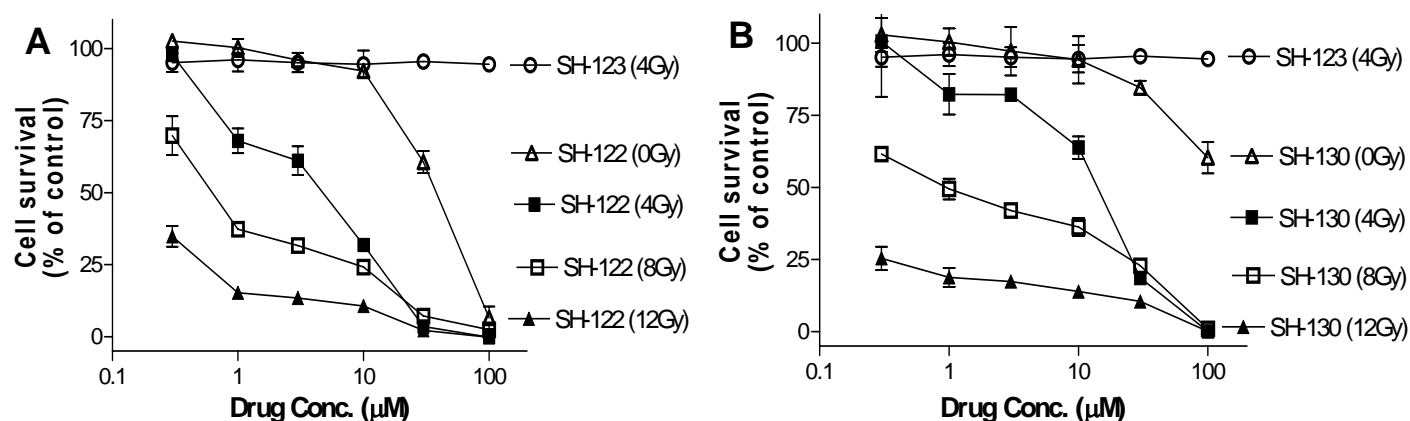 A
Cell survival
(% of control)
100
75
50
25
0
0.1
1
10
100
Drug Conc. (μM)
SH-123 (4Gy)
SH-122 (0Gy)
SH-122 (4Gy)
SH-122 (8Gy)
SH-122 (12Gy)
B
Cell survival
(% of control)
100
75
50
25
0
0.1
1
10
100
Drug Conc. (μM)
SH-123 (4Gy)
SH-130 (0Gy)
SH-130 (4Gy)
SH-130 (8Gy)
SH-130 (12Gy)